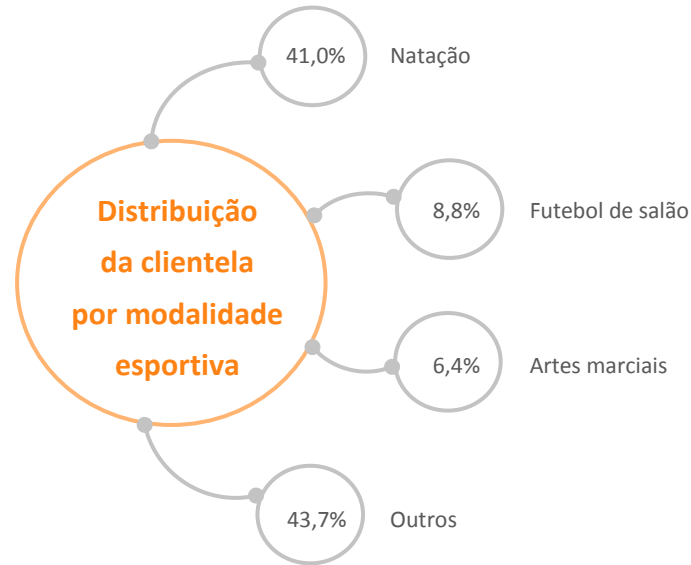 41,0% Natação
Distribuição
da clientela
por modalidade
esportiva
8,8% Futebol de salão
6,4% Artes marciais
43,7% Outros